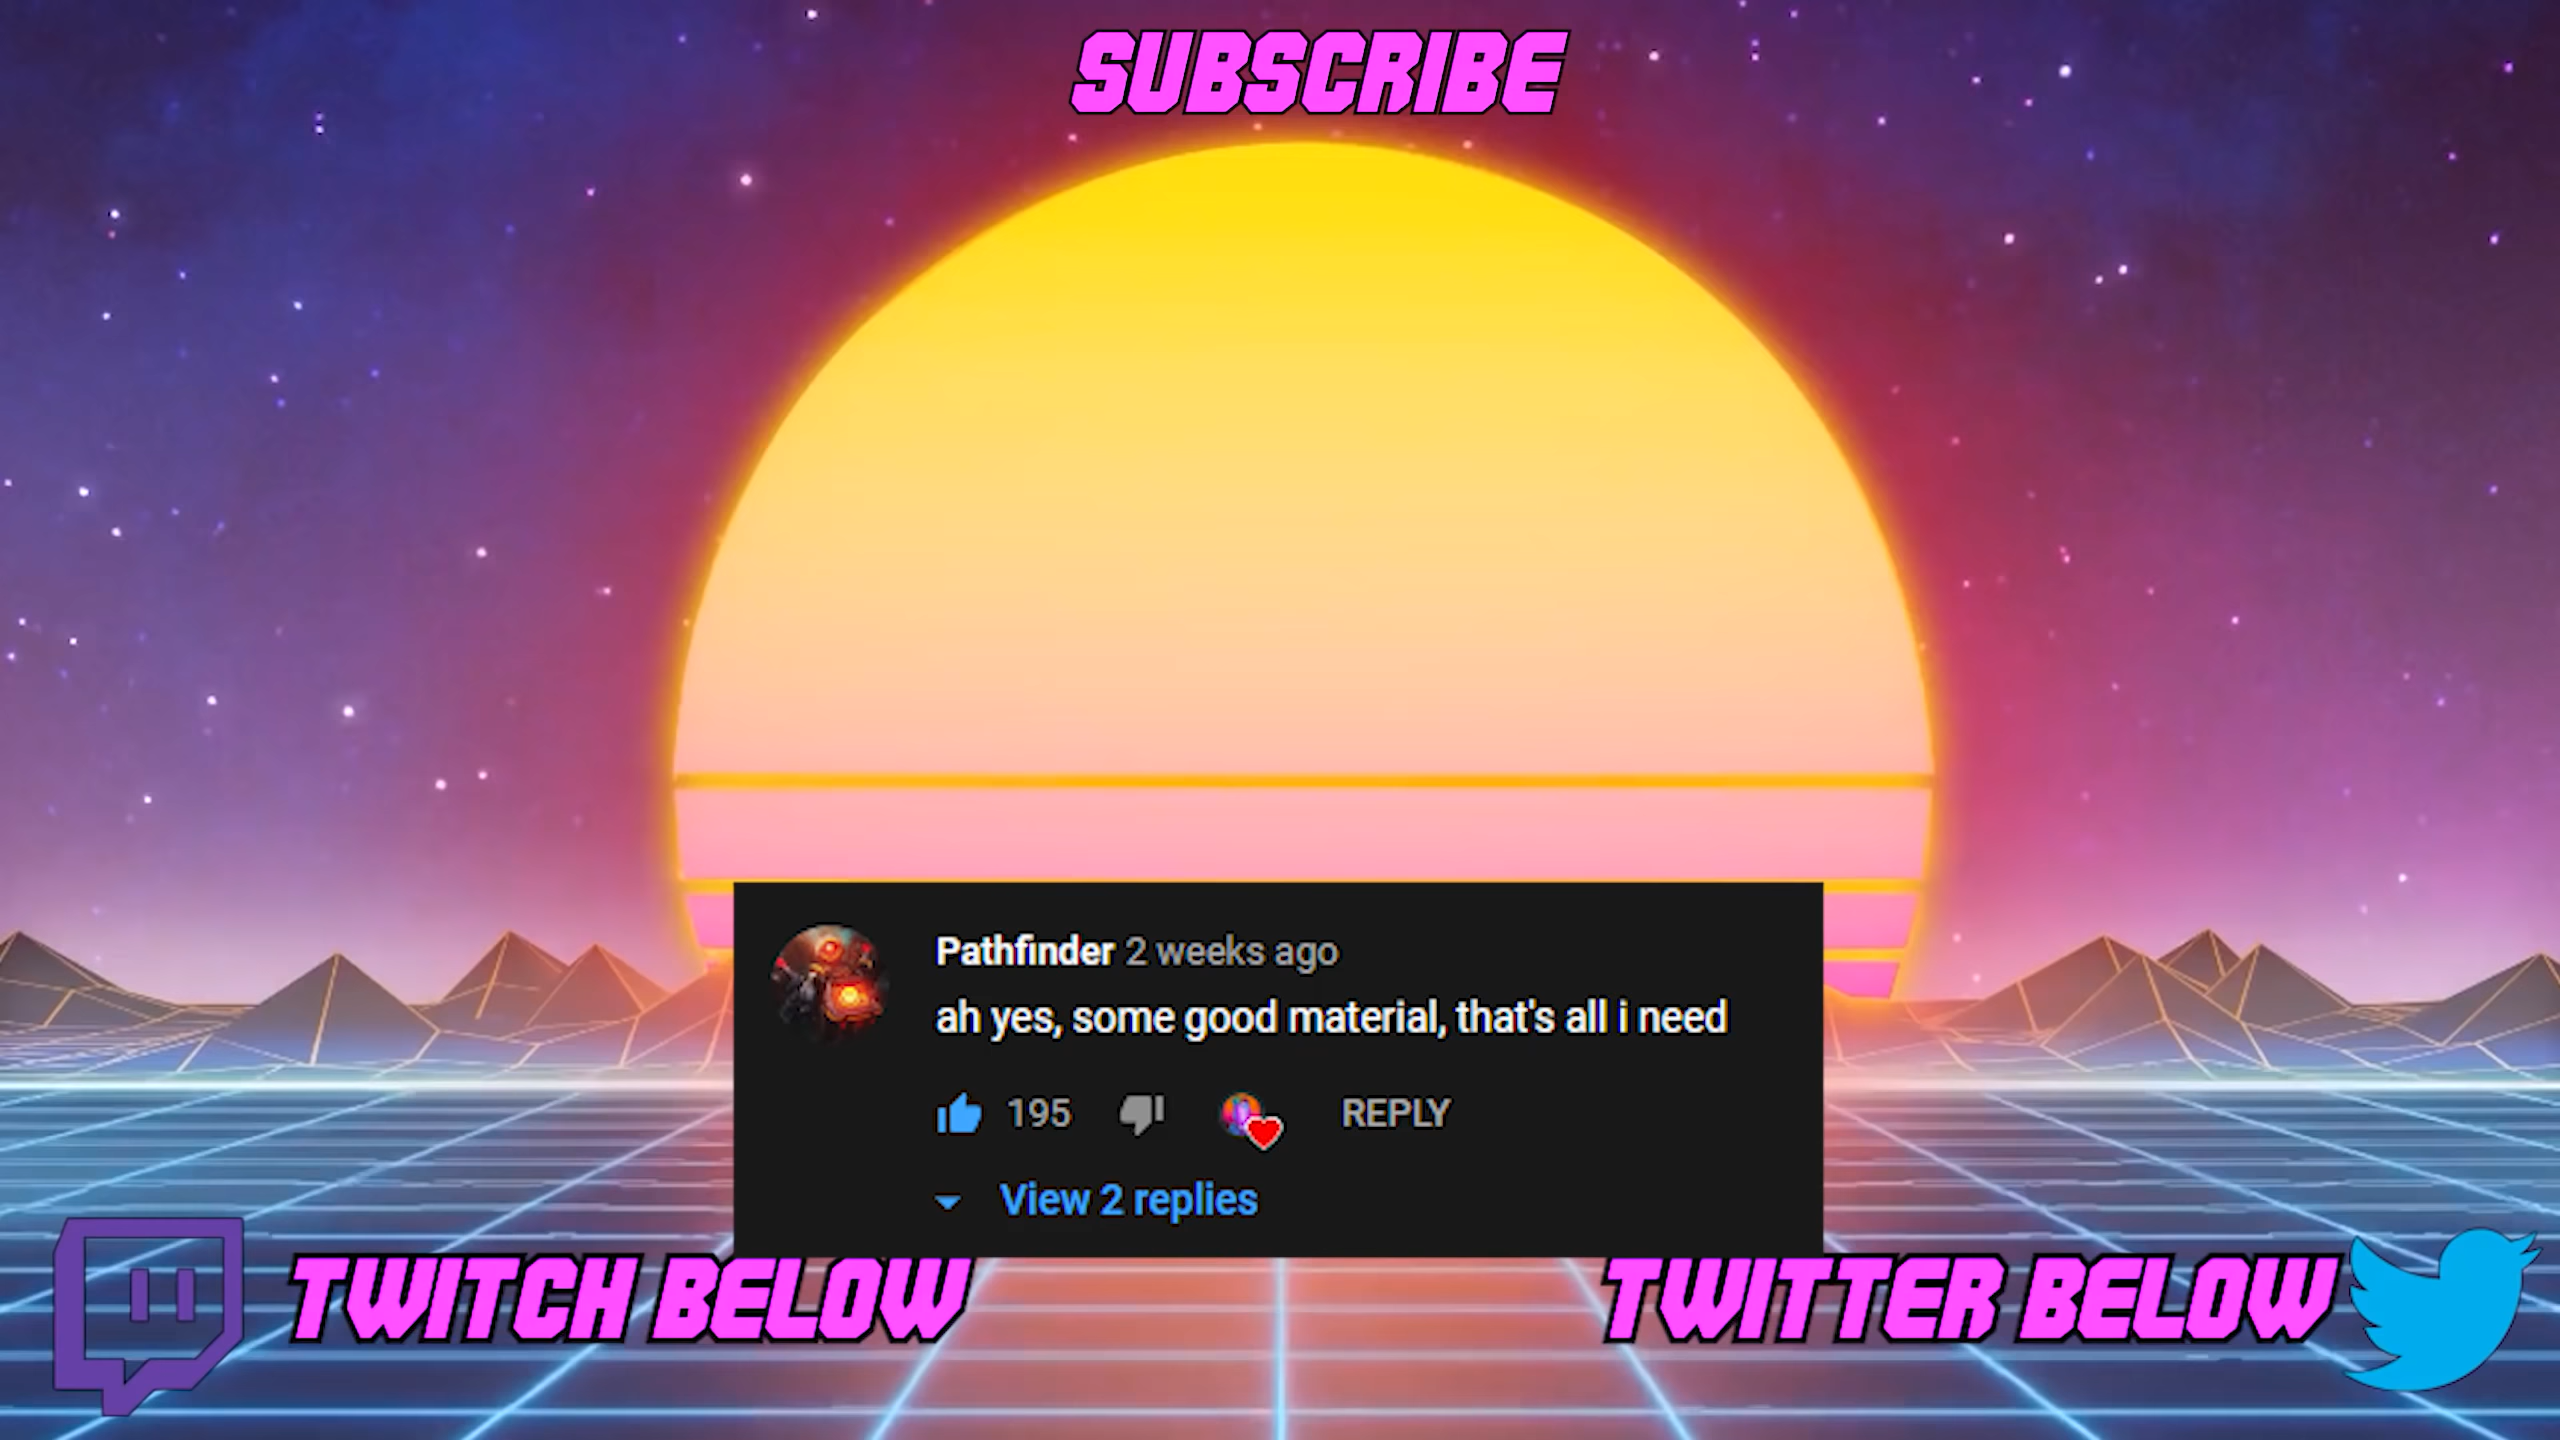 SUBSCRIBE
Pathfinder 2 weeks ago
ah yes, some good material, that's all i need
195 REPLY
View 2 replies
TWITCH BELOW
TWITTER BELOW